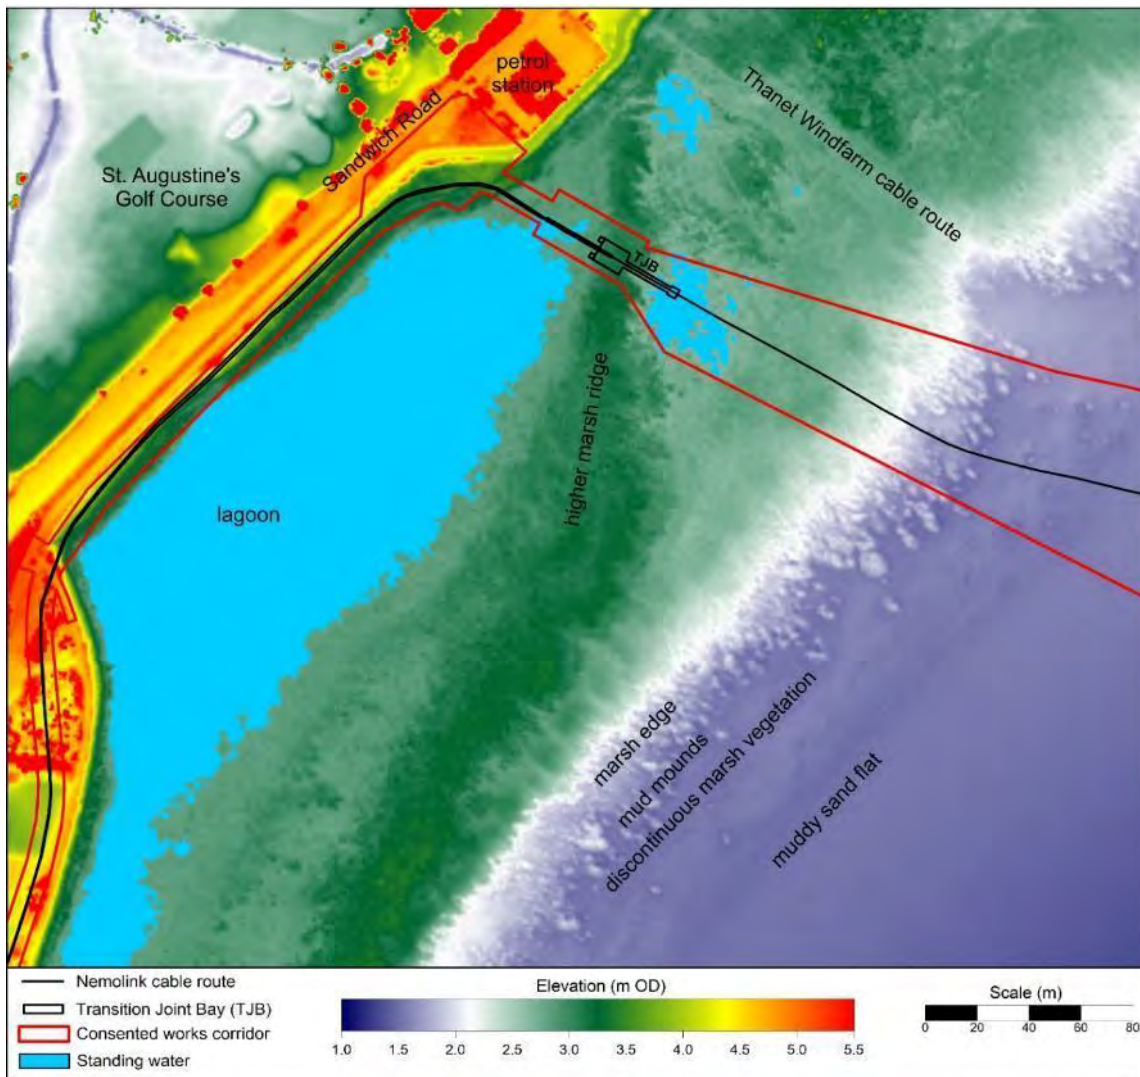 petrol
station
Sandwich Road
Thanet Windfarm cable route
St. Augustine's
Golf Course
TJB
higher marsh ridge
lagoon
marsh edge
mud mounds
discontinuous marsh vegetation
muddy sand flat
Nemolink cable route
Transition Joint Bay (TJB)
Consented works corridor
Standing water
Elevation (m OD)
1.0 1.5 2.0 2.5 3.0 3.5 4.0 4.5 5.0 5.5
Scale (m)
0 20 40 60 80